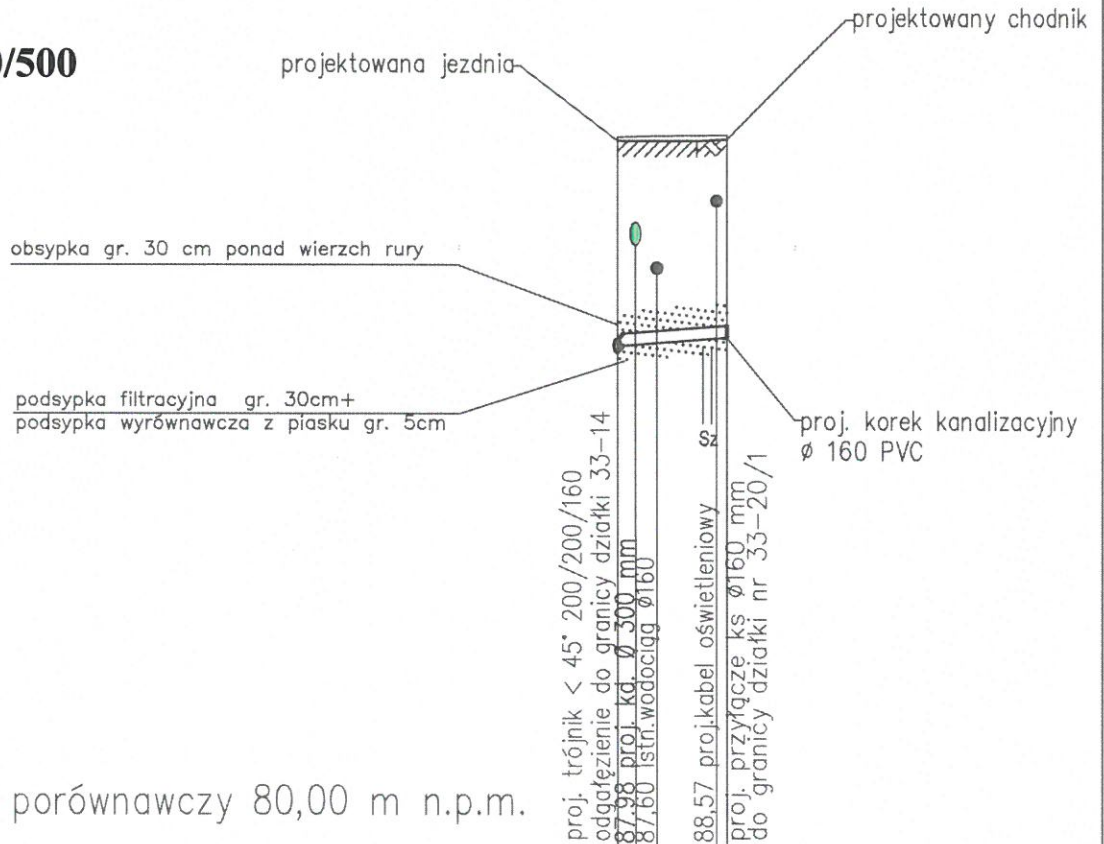 projektowany chodnik
0/500
projektowana jezdnia
obsypka gr. 30 cm ponad wierzch rury
podsypka filtracyjna gr. 30cm+
podsypka wyrównawcza z piasku gr. 5cm
proj. korek kanalizacyjny
ø 160 PVC
Sz
proj. trójnik < 45° 200/200/160
odgałęzienie do granicy działki 33-14
87.98 proj. kd. Ø 300 mm
87.60 istn.wodociąg ø160
88.57 proj.kabel oświetleniowy
proj. przyłącze ks ø160 mm
do granicy działki nr 33-20/1
porównawczy 80,00 m n.p.m.